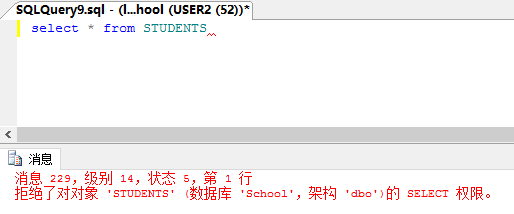 SQLQuery9.sql - (l...hool (USER2 (52))*
select * from STUDENTS
消息
消息 229，级别 14，状态 5，第 1 行
拒绝了对对象 'STUDENTS' (数据库 'School'，架构 'dbo')的 SELECT 权限。